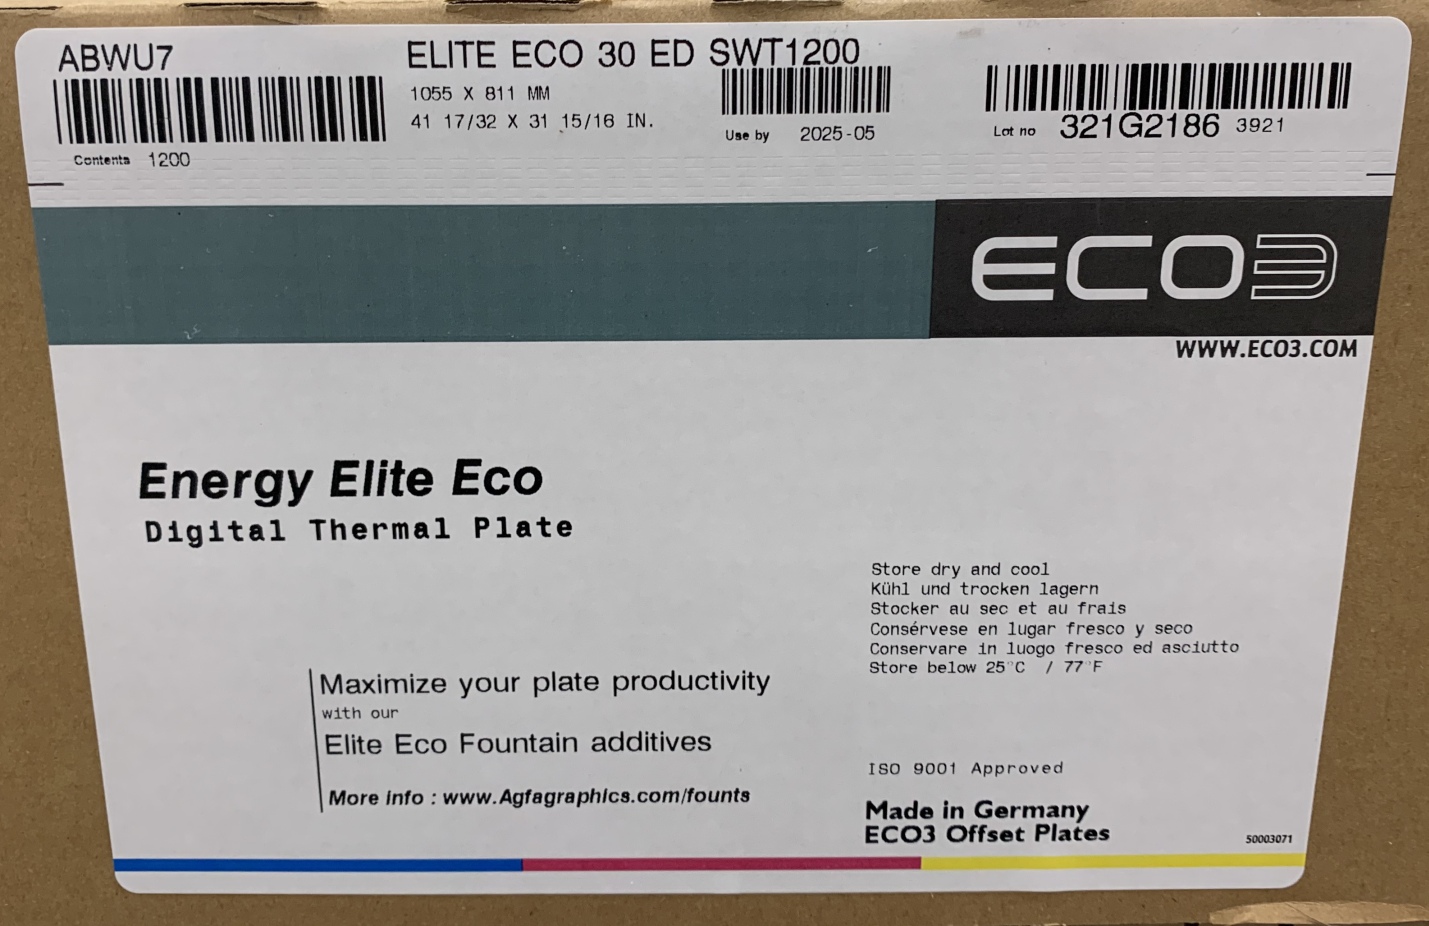 ABWU7
ELITE ECO 30 ED SWT1200
1055 X 811 MM
41 17/32 X 31 15/16 IN.
Contents 1200
Use by 2025-05
Lot no 321G2186 3921
ECO3
WWW.ECO3.COM
Energy Elite Eco
Digital Thermal Plate
Store dry and cool
Kühl und trocken lagern
Stocker au sec et au frais
Consérvese en lugar fresco y seco
Conservare in luogo fresco ed asciutto
Store below 25°C / 77°F
Maximize your plate productivity
with our
Elite Eco Fountain additives
More info : www.Agfagraphics.com/founts
ISO 9001 Approved
Made in Germany
ECO3 Offset Plates
50003071